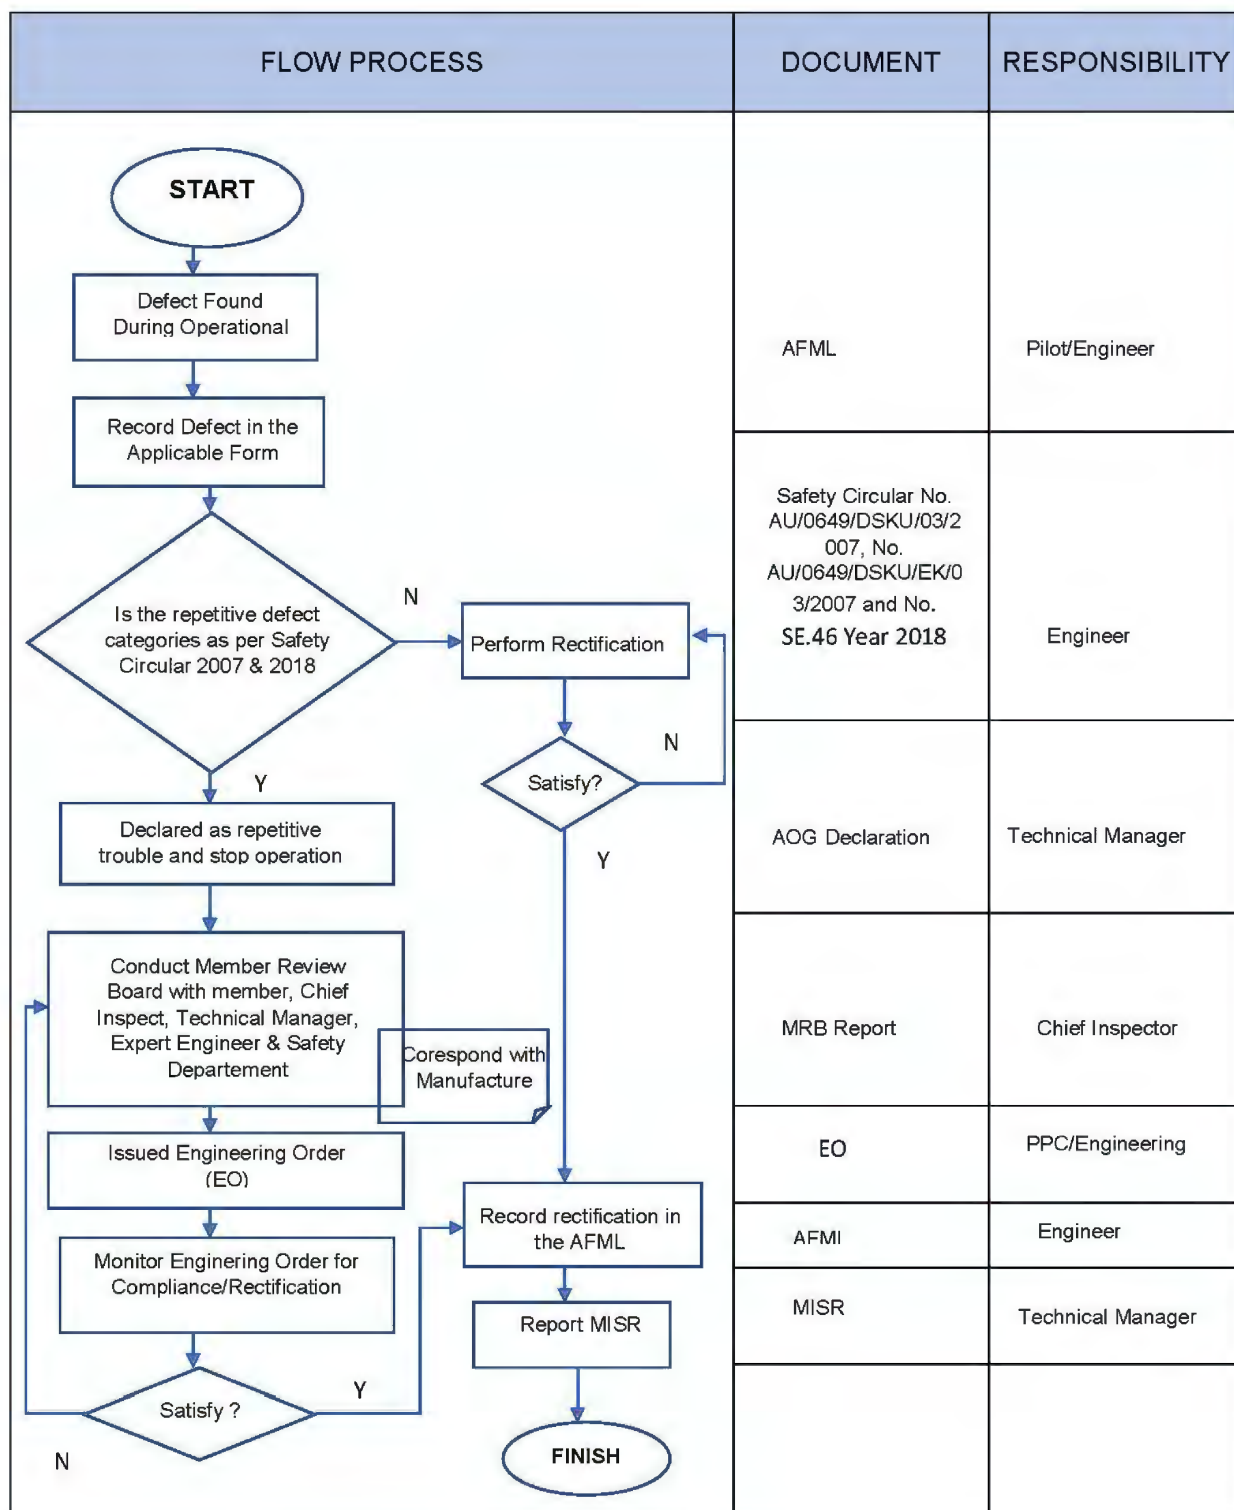 FLOW PROCESS
DOCUMENT
RESPONSIBILITY
START
Defect Found
During Operational
AFML
Pilot/Engineer
Record Defect in the
Applicable Form
Safety Circular No.
AU/0649/DSKU/03/2
007, No.
AU/0649/DSKU/EK/0
3/2007 and No.
SE.46 Year 2018
Engineer
Is the repetitive defect
categories as per Safety
Circular 2007 & 2018
N
Perform Rectification
N
Satisfy?
Y
Y
Declared as repetitive
trouble and stop operation
AOG Declaration
Technical Manager
Conduct Member Review
Board with member, Chief
Inspect, Technical Manager,
Expert Engineer & Safety
Departement
Corespond with
Manufacture
MRB Report
Chief Inspector
Issued Engineering Order
(EO)
EO
PPC/Engineering
Record rectification in
the AFML
AFMI
Engineer
Monitor Enginering Order for
Compliance/Rectification
Report MISR
MISR
Technical Manager
Satisfy ?
Y
N
FINISH